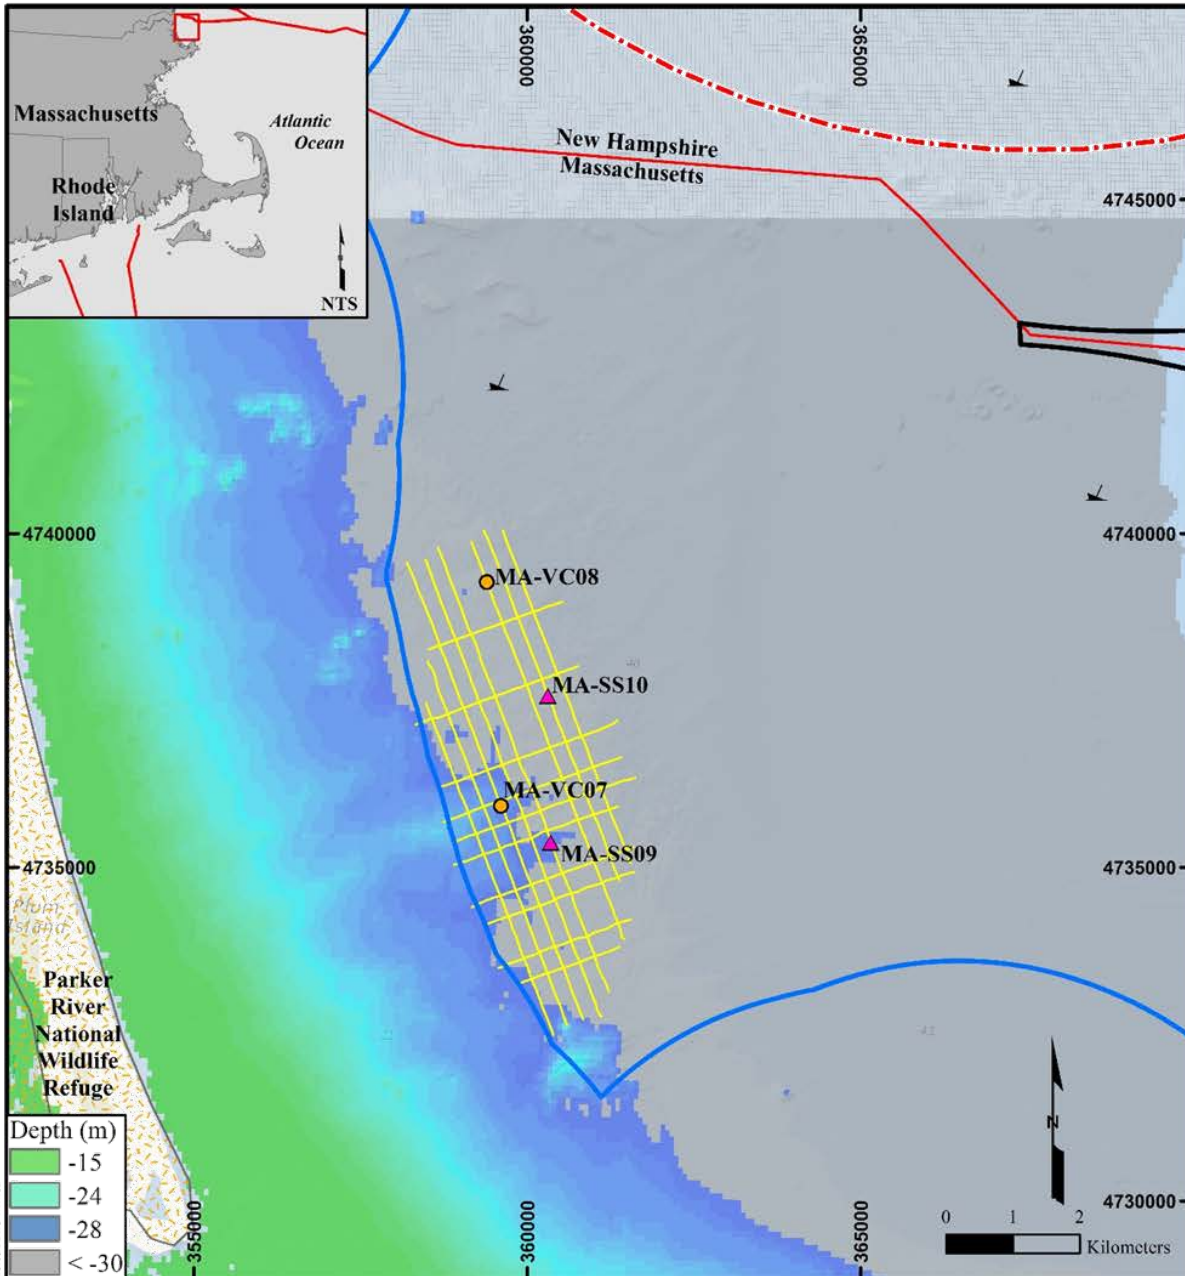 Massachusetts
Atlantic
Ocean
Rhode
Island
NTS
360000
365000
New Hampshire
Massachusetts
4745000
4740000
4740000
MA-VC08
40
MA-SS10
MA-VC07
MA-SS09
4735000
4735000
Plum
Island
Parker
River
National
Wildlife
Refuge
N
Depth (m)
-15
-24
-28
< -30
355000
360000
365000
4730000
0 1 2
Kilometers